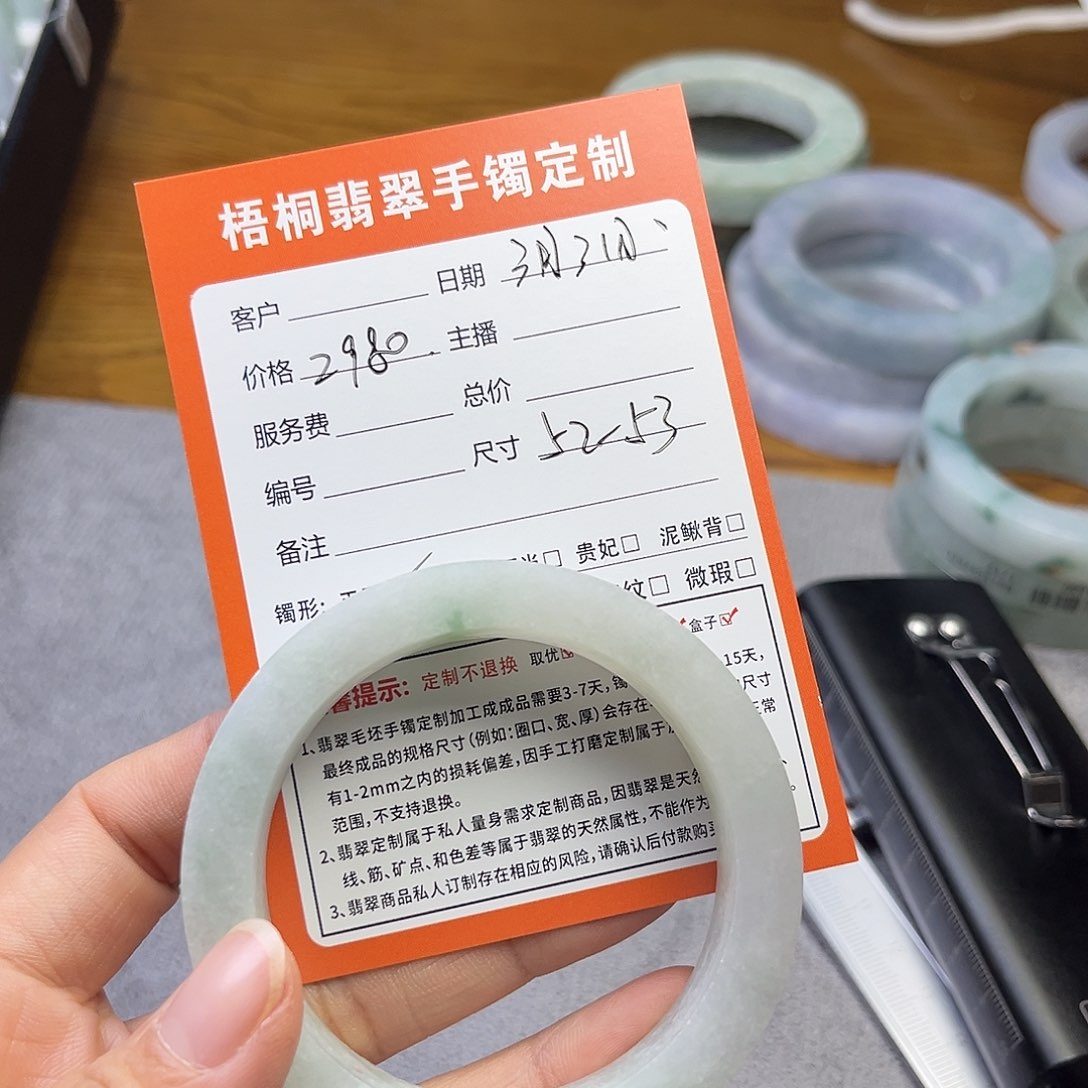 梧桐翡翠手镯定制
客户 日期 3月31日
价格 2980 主播
服务费 总价
编号 尺寸 52-53
备注
镯形: 贵妃□ 泥鳅背□
纹□ 微瑕□
盒子☑
提示: 定制不退换 取优
15天,
1、翡翠毛坯手镯定制加工成成品需要3-7天,
尺寸
最终成品的规格尺寸(例如:圈口、宽、厚)会存在
正常
有1-2mm之内的损耗偏差,因手工打磨定制属于
范围,不支持退换。
2、翡翠定制属于私人量身需求定制商品,因翡翠是天然
线、筋、矿点、和色差等属于翡翠的天然属性,不能作为
3、翡翠商品私人订制存在相应的风险,请确认后付款购买